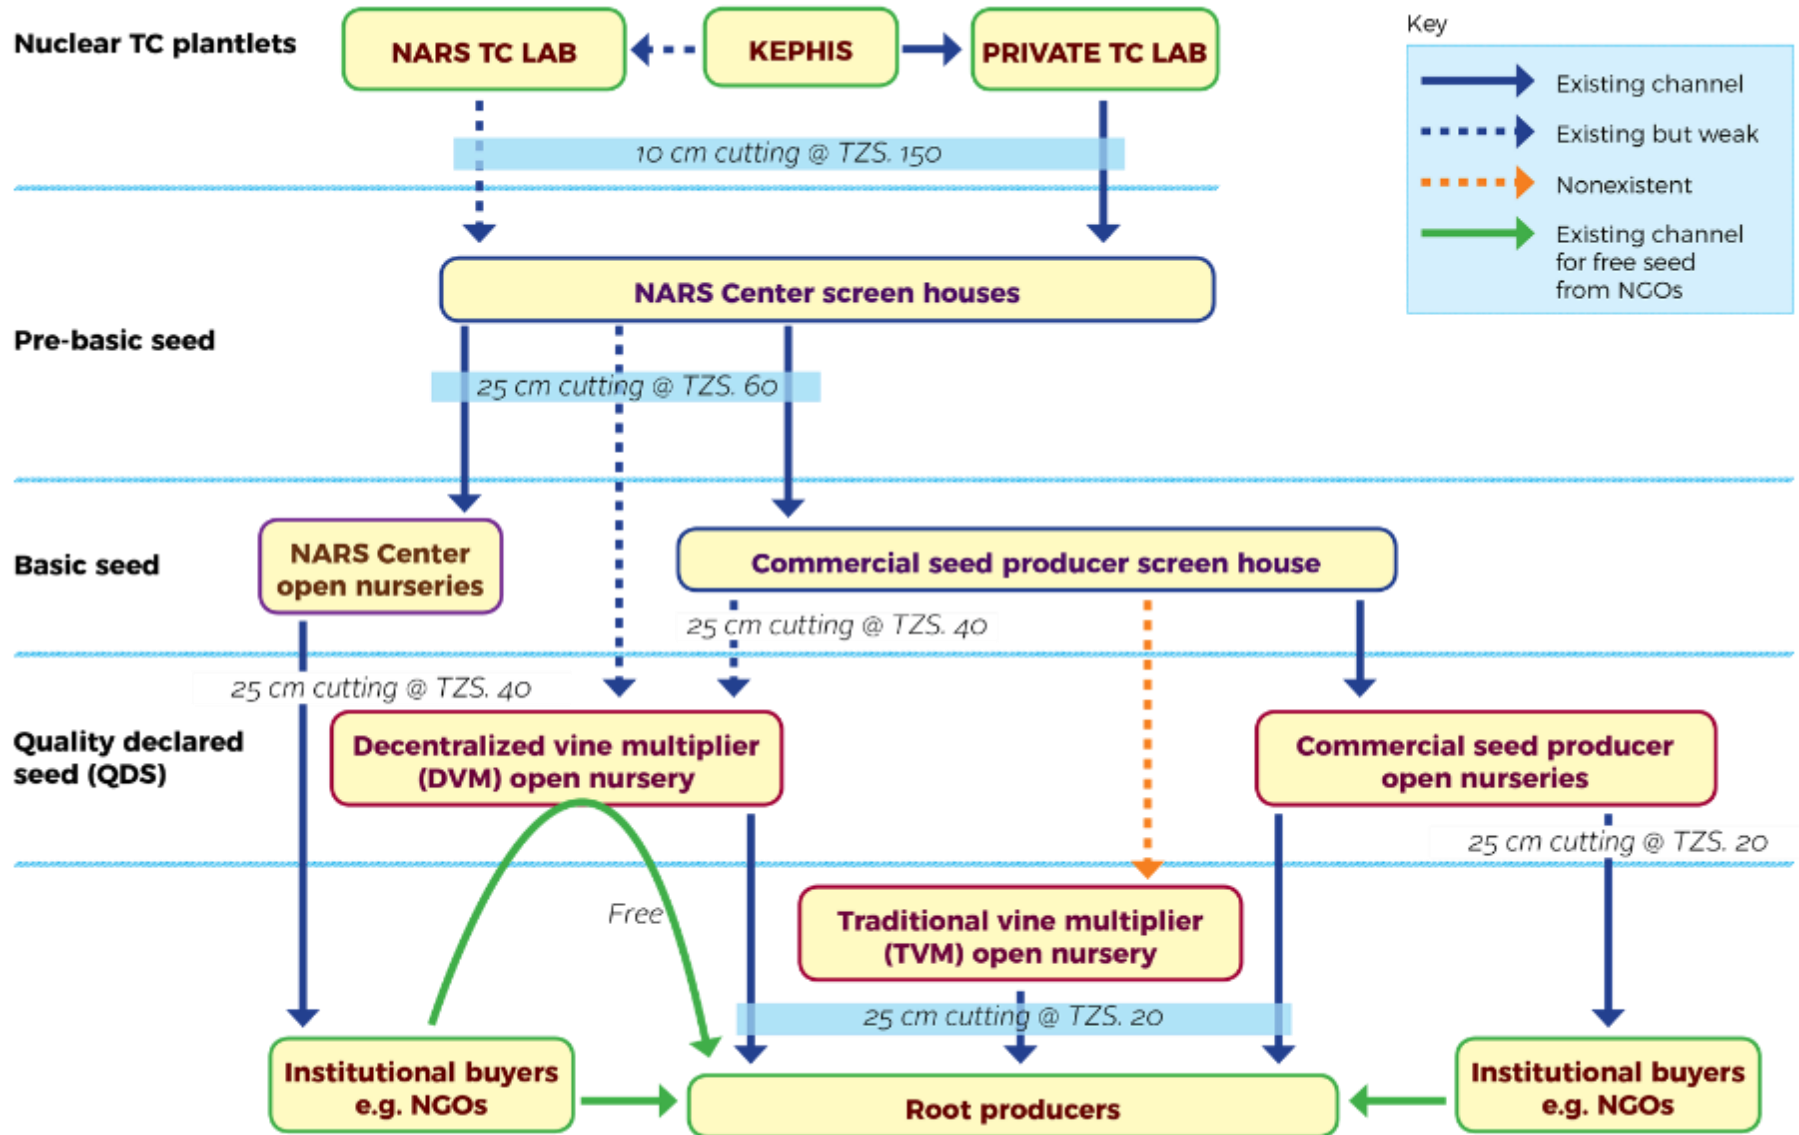 Nuclear TC plantlets
NARS TC LAB
KEPHIS
PRIVATE TC LAB
Key
Existing channel
Existing but weak
Nonexistent
Existing channel
for free seed
from NGOs
10 cm cutting @ TZS. 150
NARS Center screen houses
Pre-basic seed
25 cm cutting @ TZS. 60
Basic seed
NARS Center
open nurseries
Commercial seed producer screen house
25 cm cutting @ TZS. 40
25 cm cutting @ TZS. 40
Quality declared
seed (QDS)
Decentralized vine multiplier
(DVM) open nursery
Commercial seed producer
open nurseries
25 cm cutting @ TZS. 20
Free
Traditional vine multiplier
(TVM) open nursery
25 cm cutting @ TZS. 20
Institutional buyers
e.g. NGOs
Root producers
Institutional buyers
e.g. NGOs